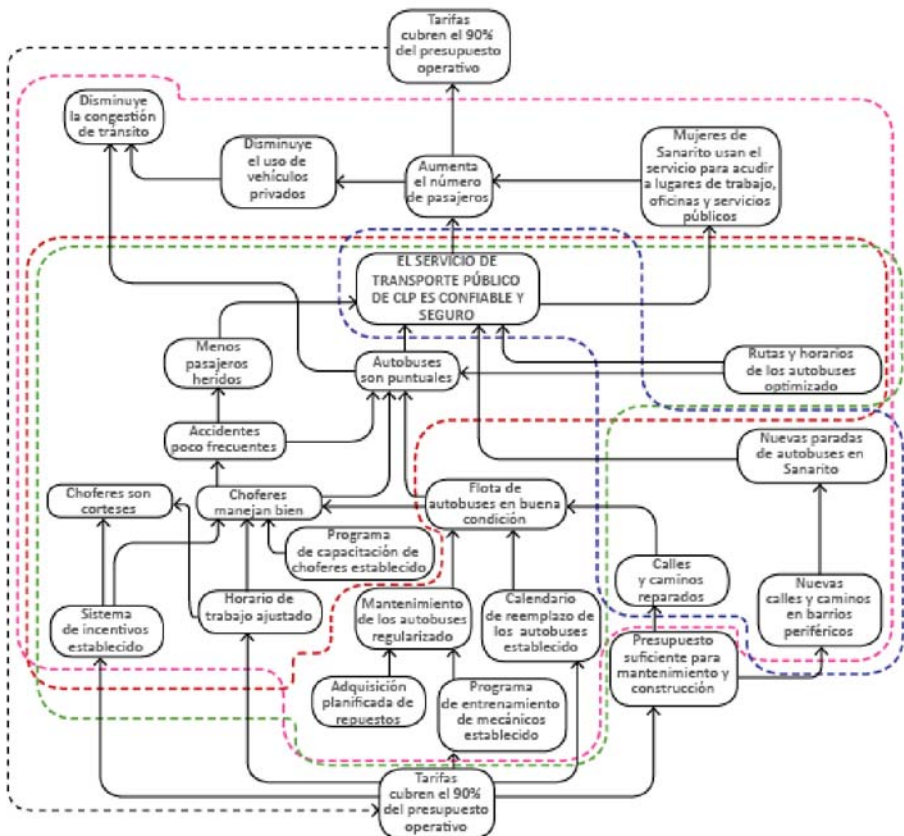 Tarifas
cubren el 90%
del presupuesto
operativo
Disminuye
la congestión
de trànsito
Disminuye
el uso de
vehículos
privados
Aumenta
el número
de pasajeros
Mujeres de
Sanarito usan el
servicio para acudir
a lugares de trabajo,
oficinas y servicios
públicos
EL SERVICIO DE
TRANSPORTE PÚBLICO
DE CLP ES CONFIABLE Y
SEGURO
Menos
pasajeros
heridos
Autobuses
son puntuales
Rutas y horarios
de los autobuses
optimizado
Accidentes
poco frecuentes
Nuevas paradas
de autobuses en
Sanarito
Choferes son
corteses
Choferes
manejan bien
Flota de
autobuses en buena
condición
Programa
de capacitación de
choferes establecido
Calles
y caminos
reparados
Sistema
de incentivos
establecido
Horario de
trabajo ajustado
Mantenimiento
de los autobuses
regularizado
Calendario
de reemplazo de
los autobuses
establecido
Nuevas
calles y caminos
en barrios
periféricos
Presupuesto
suficiente para
mantenimiento y
construcción
Adquisición
planificada de
repuestos
Programa
de entrenamiento
de mecánicos
establecido
Tarifas
cubren el 90%
del presupuesto
operativo